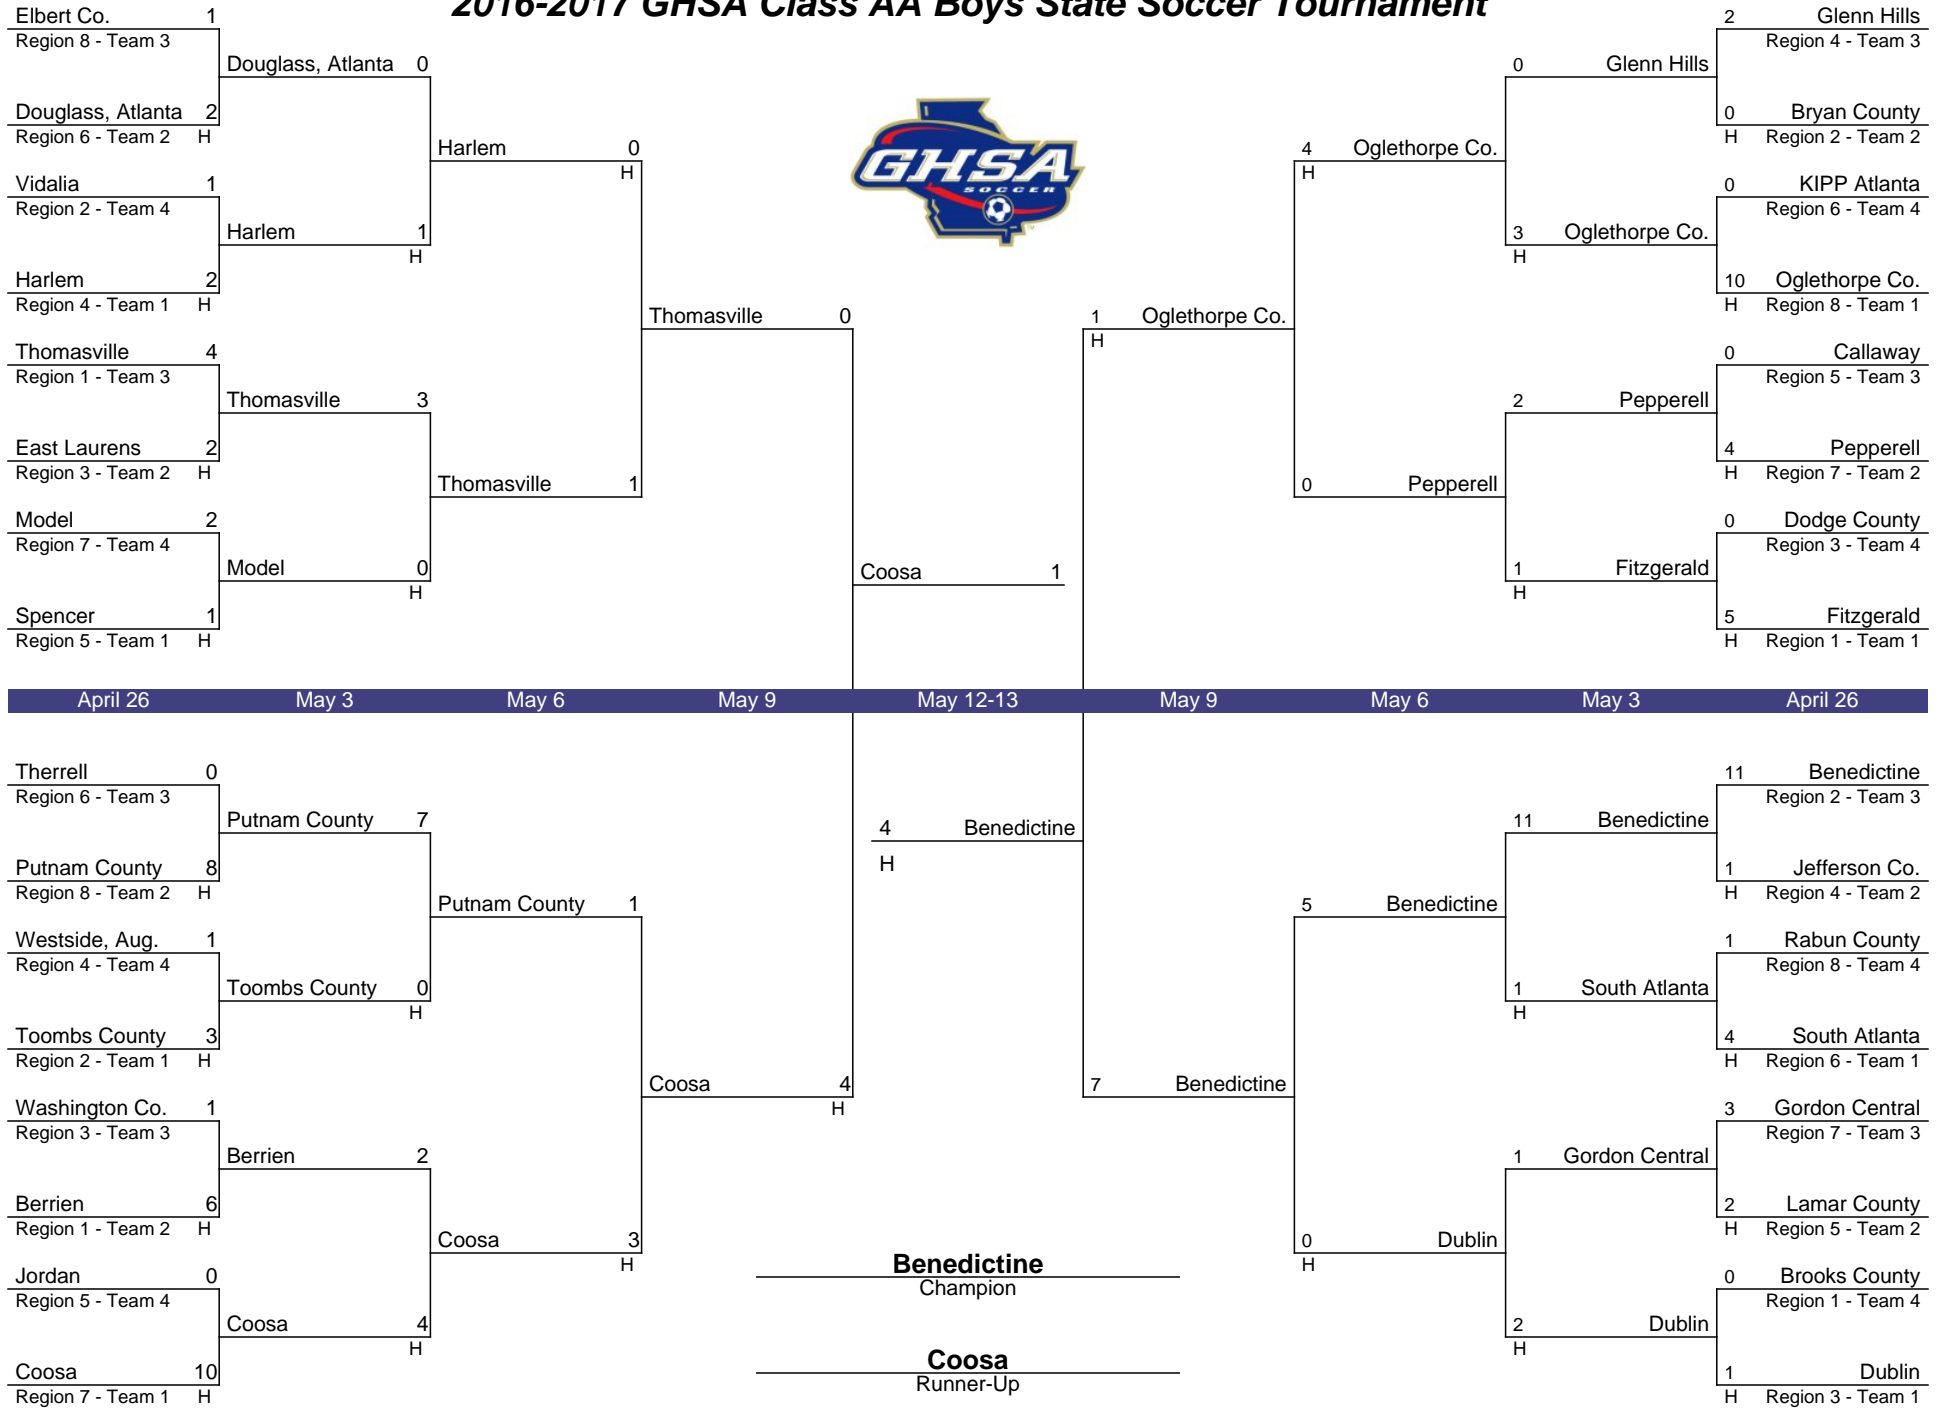 2016-2017 GHSA Class AA Boys State Soccer Tournament
Elbert Co. 1
Region 8 - Team 3
Douglass, Atlanta 0
Douglass, Atlanta 2
Region 6 - Team 2 H
Harlem 0
H
Vidalia 1
Region 2 - Team 4
Harlem 1
H
Harlem 2
Region 4 - Team 1 H
Thomasville 0
Thomasville 4
Region 1 - Team 3
Thomasville 3
East Laurens 2
Region 3 - Team 2 H
Thomasville 1
Model 2
Region 7 - Team 4
Model 0
H
Spencer 1
Region 5 - Team 1 H
Coosa 1
GHSA
SOCCER
2 Glenn Hills
Region 4 - Team 3
0 Glenn Hills
0 Bryan County
H Region 2 - Team 2
4 Oglethorpe Co.
H
0 KIPP Atlanta
Region 6 - Team 4
3 Oglethorpe Co.
H
10 Oglethorpe Co.
H Region 8 - Team 1
1 Oglethorpe Co.
H
0 Callaway
Region 5 - Team 3
2 Pepperell
4 Pepperell
H Region 7 - Team 2
0 Pepperell
0 Dodge County
Region 3 - Team 4
1 Fitzgerald
H
5 Fitzgerald
H Region 1 - Team 1
April 26 May 3 May 6 May 9 May 12-13 May 9 May 6 May 3 April 26
Therrell 0
Region 6 - Team 3
Putnam County 7
Putnam County 8
Region 8 - Team 2 H
Putnam County 1
Westside, Aug. 1
Region 4 - Team 4
Toombs County 0
H
Toombs County 3
Region 2 - Team 1 H
Coosa 4
H
Washington Co. 1
Region 3 - Team 3
Berrien 2
Berrien 6
Region 1 - Team 2 H
Coosa 3
H
Jordan 0
Region 5 - Team 4
Coosa 4
H
Coosa 10
Region 7 - Team 1 H
4 Benedictine
H
11 Benedictine
Region 2 - Team 3
11 Benedictine
1 Jefferson Co.
H Region 4 - Team 2
5 Benedictine
1 Rabun County
Region 8 - Team 4
1 South Atlanta
H
4 South Atlanta
H Region 6 - Team 1
7 Benedictine
3 Gordon Central
Region 7 - Team 3
1 Gordon Central
2 Lamar County
H Region 5 - Team 2
0 Dublin
H
0 Brooks County
Region 1 - Team 4
2 Dublin
H
1 Dublin
H Region 3 - Team 1
Benedictine
Champion
Coosa
Runner-Up